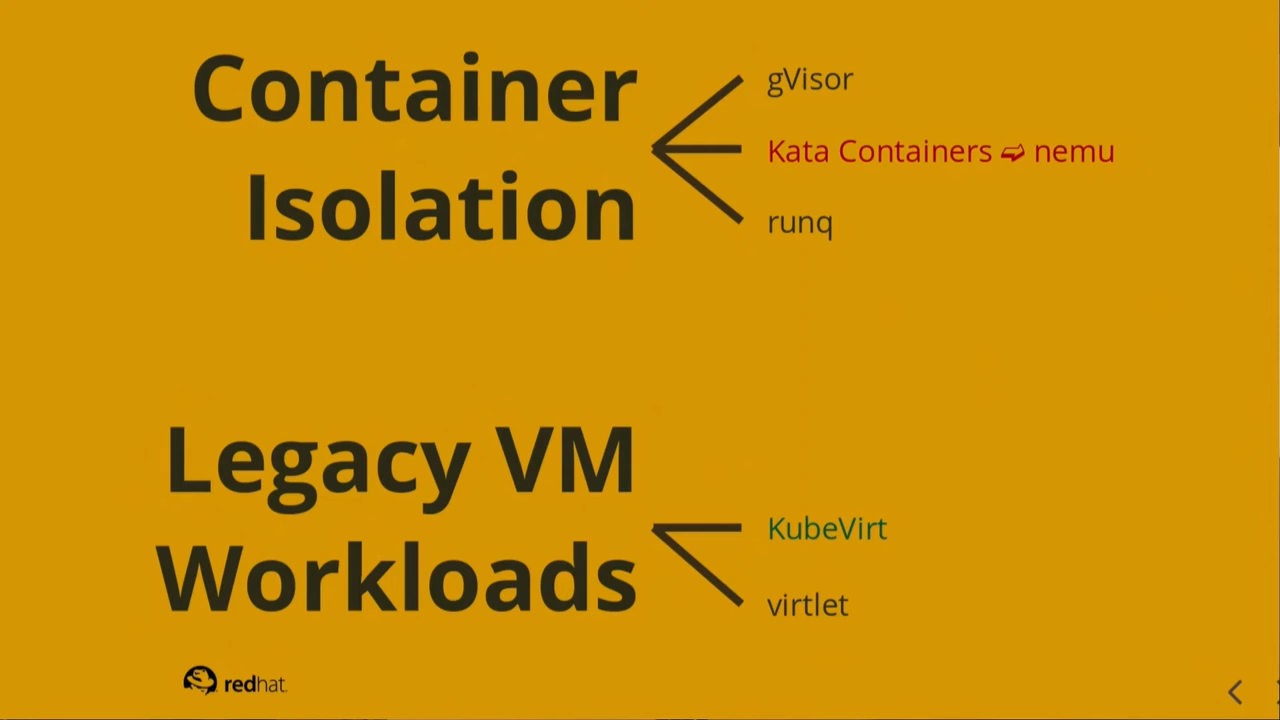 Container
Isolation
gVisor
Kata Containers ➫ nemu
runq
Legacy VM
Workloads
KubeVirt
virtlet
redhat.